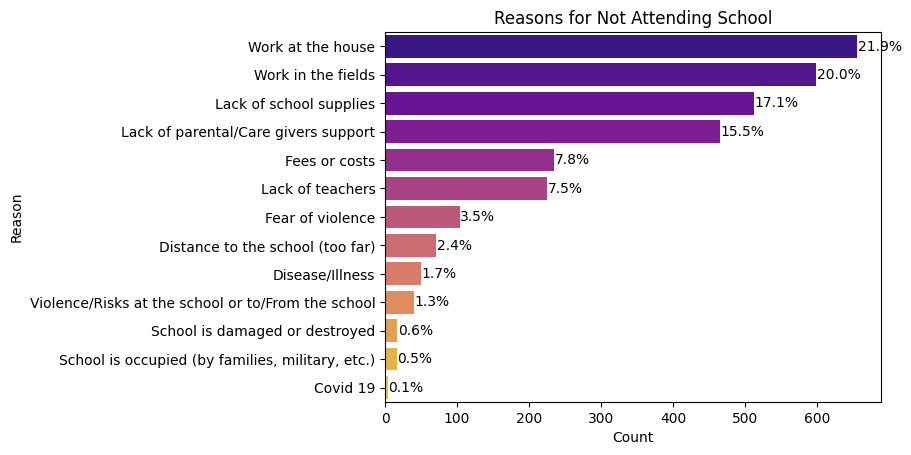 Reasons for Not Attending School
Reason
Work at the house 21.9%
Work in the fields 20.0%
Lack of school supplies 17.1%
Lack of parental/Care givers support 15.5%
Fees or costs 7.8%
Lack of teachers 7.5%
Fear of violence 3.5%
Distance to the school (too far) 2.4%
Disease/Illness 1.7%
Violence/Risks at the school or to/From the school 1.3%
School is damaged or destroyed 0.6%
School is occupied (by families, military, etc.) 0.5%
Covid 19 0.1%
0 100 200 300 400 500 600
Count